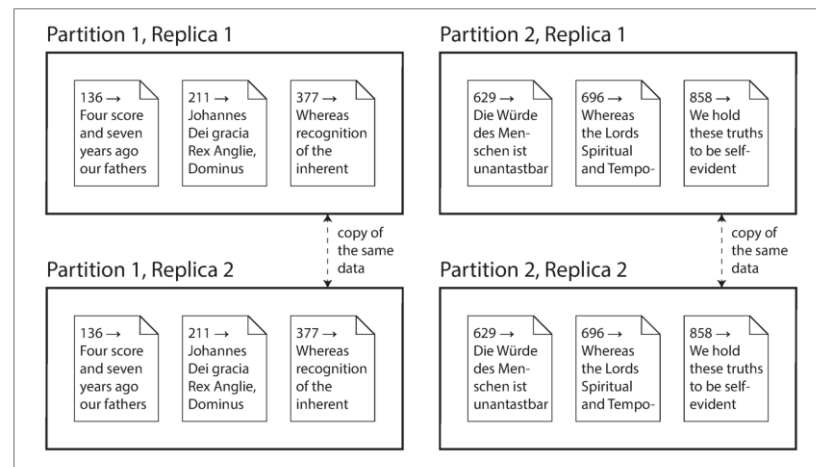 Partition 1, Replica 1
136 →
Four score
and seven
years ago
our fathers
211 →
Johannes
Dei gracia
Rex Anglie,
Dominus
377 →
Whereas
recognition
of the
inherent
Partition 2, Replica 1
629 →
Die Würde
des Men-
schen ist
unantastbar
696 →
Whereas
the Lords
Spiritual
and Tempo-
858 →
We hold
these truths
to be self-
evident
copy of
the same
data
copy of
the same
data
Partition 1, Replica 2
136 →
Four score
and seven
years ago
our fathers
211 →
Johannes
Dei gracia
Rex Anglie,
Dominus
377 →
Whereas
recognition
of the
inherent
Partition 2, Replica 2
629 →
Die Würde
des Men-
schen ist
unantastbar
696 →
Whereas
the Lords
Spiritual
and Tempo-
858 →
We hold
these truths
to be self-
evident